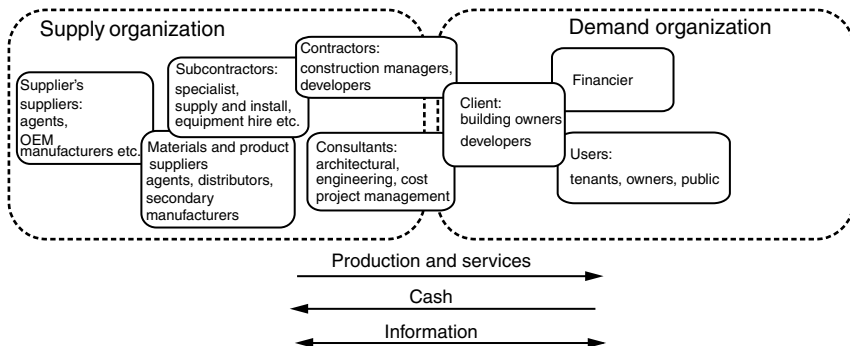 Supply organization
Demand organization
Supplier's
suppliers:
agents,
OEM
manufacturers etc.
Subcontractors:
specialist,
supply and install,
equipment hire etc.
Materials and product
suppliers
agents, distributors,
secondary
manufacturers
Contractors:
construction managers,
developers
Consultants:
architectural,
engineering, cost
project management
Client:
building owners
developers
Financier
Users:
tenants, owners, public
Production and services
Cash
Information